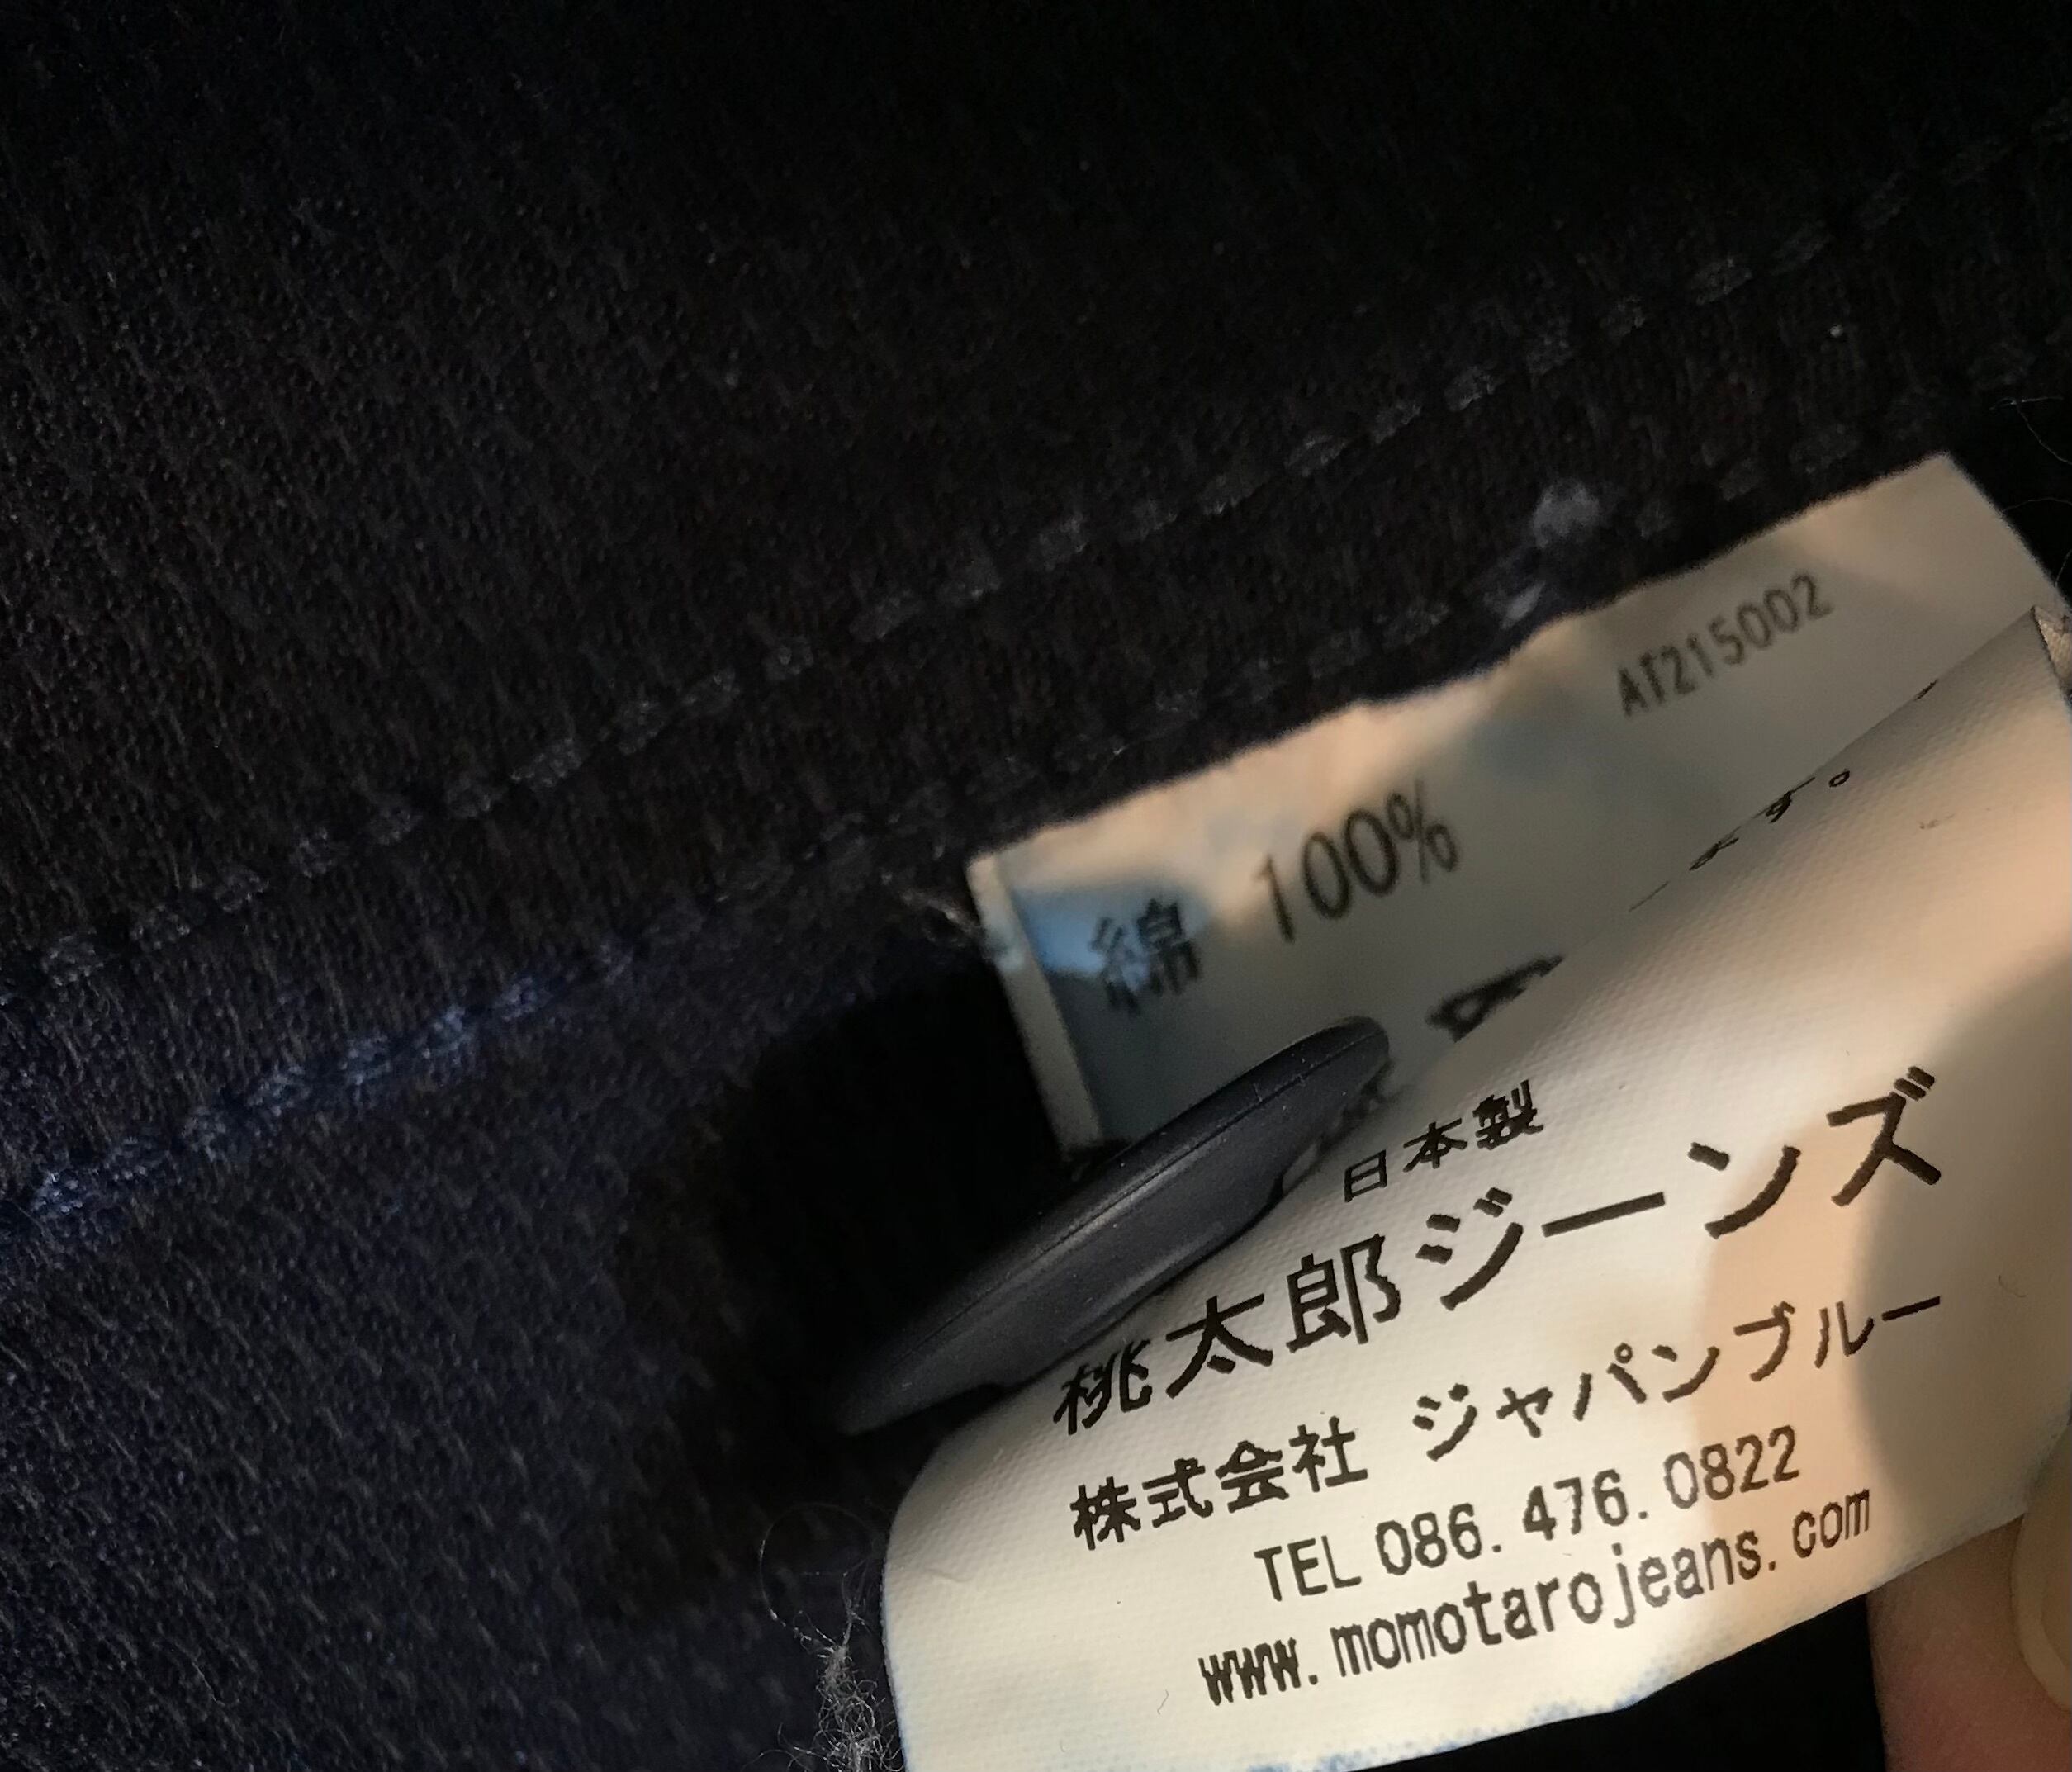 AT215002
綿 100%
日本製
桃太郎ジーンズ
株式会社 ジャパンブルー
TEL 086. 476. 0822
www. momotarojeans. com